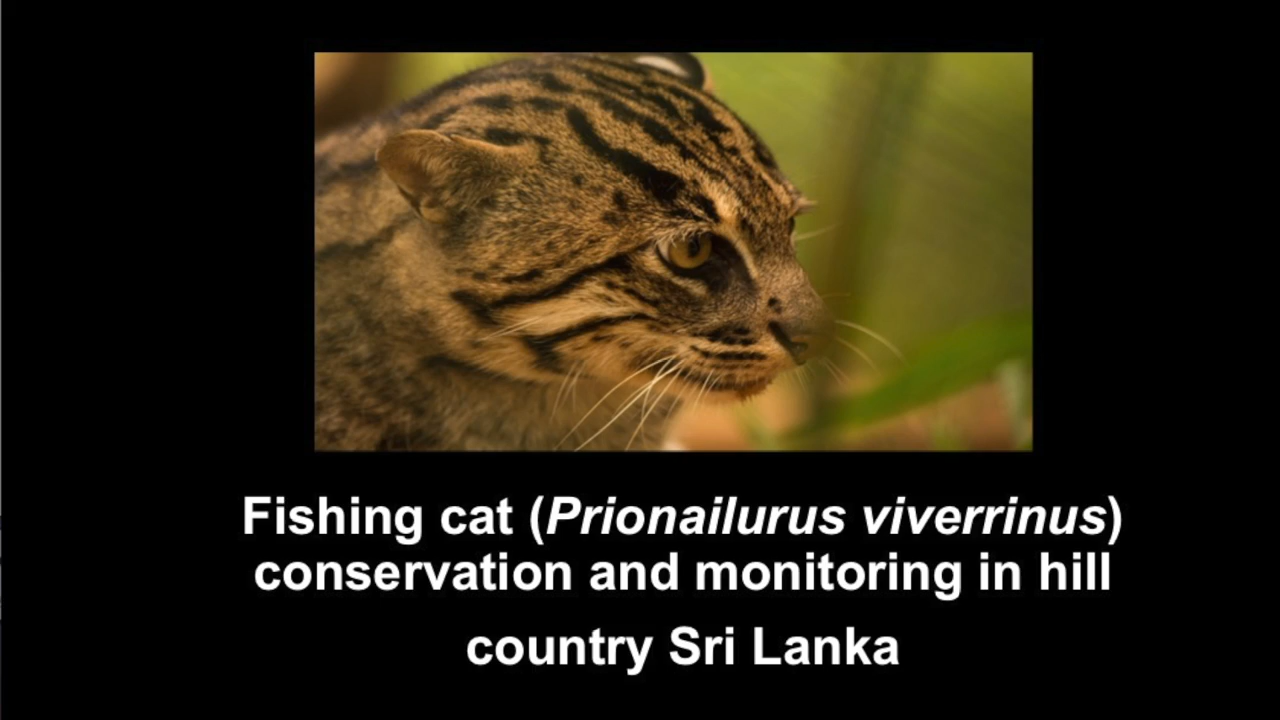 Fishing cat (Prionailurus viverrinus)
conservation and monitoring in hill
country Sri Lanka